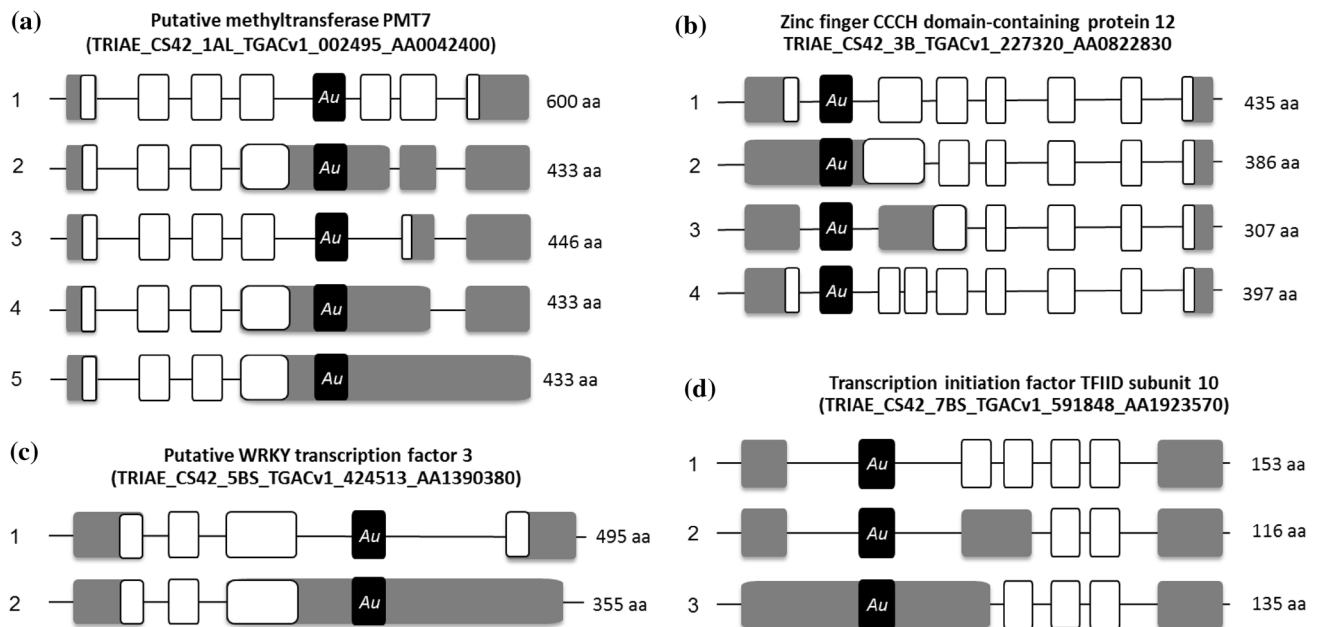 (a)
Putative methyltransferase PMT7
(TRIAE_CS42_1AL_TGACv1_002495_AA0042400)
1 Au 600 aa
2 Au 433 aa
3 Au 446 aa
4 Au 433 aa
5 Au 433 aa
(b)
Zinc finger CCCH domain-containing protein 12
TRIAE_CS42_3B_TGACv1_227320_AA0822830
1 Au 435 aa
2 Au 386 aa
3 Au 307 aa
4 Au 397 aa
(c)
Putative WRKY transcription factor 3
(TRIAE_CS42_5BS_TGACv1_424513_AA1390380)
1 Au 495 aa
2 Au 355 aa
(d)
Transcription initiation factor TFIID subunit 10
(TRIAE_CS42_7BS_TGACv1_591848_AA1923570)
1 Au 153 aa
2 Au 116 aa
3 Au 135 aa